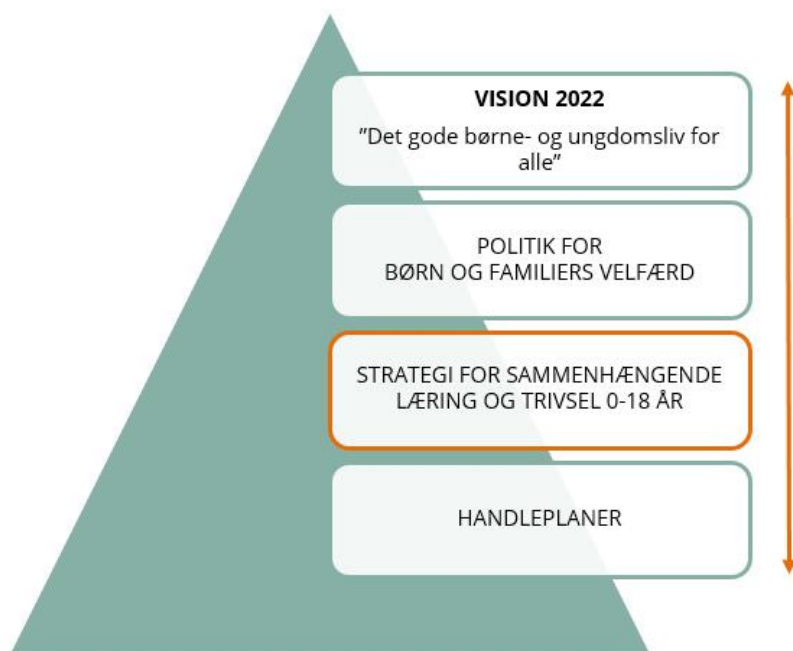 VISION 2022
”Det gode børne- og ungdomsliv for
alle”
POLITIK FOR
BØRN OG FAMILIERS VELFÆRD
STRATEGI FOR SAMMENHÆNGENDE
LÆRING OG TRIVSEL 0-18 ÅR
HANDLEPLANER